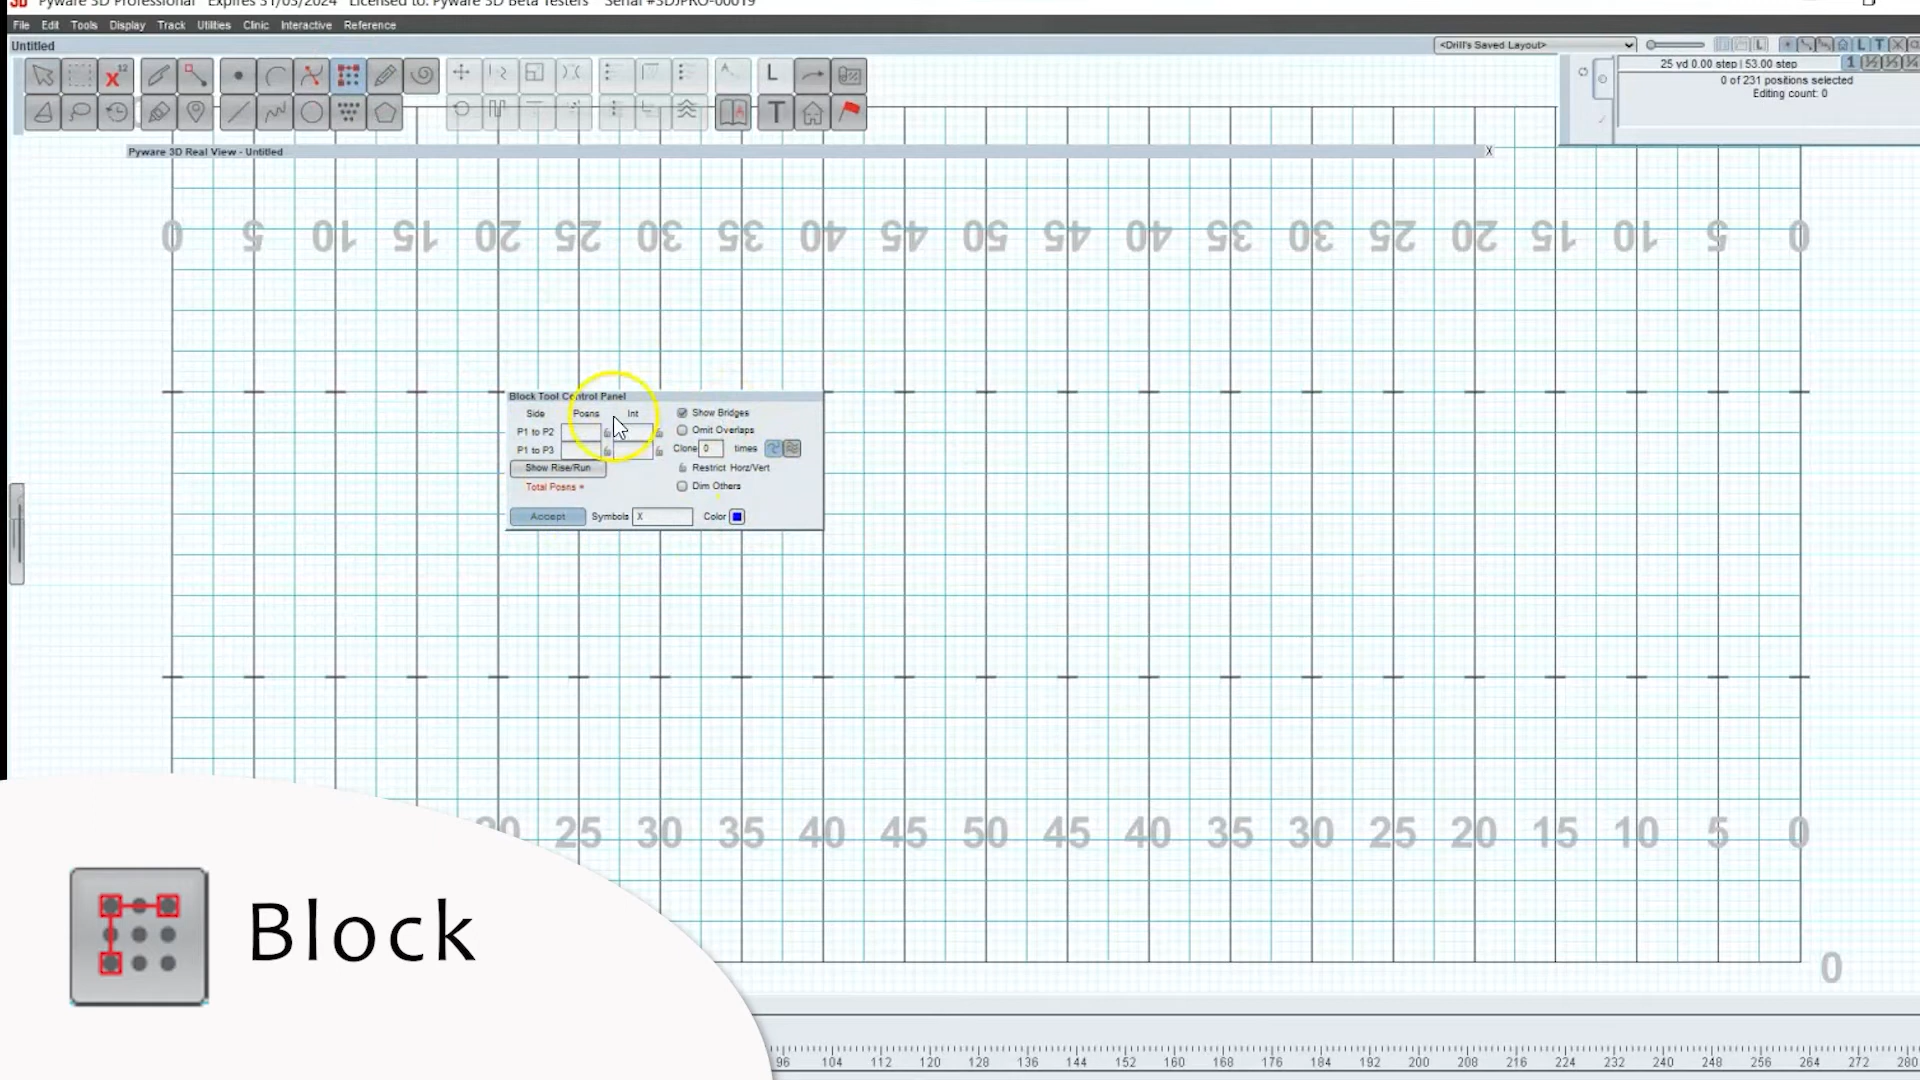 Pyware 3D Professional Expires 31/03/2024 Licensed to: Pyware 3D Beta Testers Serial #3DJPRO-00019
File Edit Tools Display Track Utilities Clinic Interactive Reference
Untitled
<Drill's Saved Layout>
25 yd 0.00 step | 53.00 step
0 of 231 positions selected
Editing count: 0
Pyware 3D Real View - Untitled
X
0 5 10 15 20 25 30 35 40 45 50 45 40 35 30 25 20 15 10 5 0
Block Tool Control Panel
Side Posns Int
Show Bridges
P1 to P2
Omit Overlaps
P1 to P3
Clone 0 times
Show Rise/Run
Restrict Horz/Vert
Total Posns =
Dim Others
Accept Symbols X Color
20 25 30 35 40 45 50 45 40 35 30 25 20 15 10 5 0
0
Block
96 104 112 120 128 136 144 152 160 168 176 184 192 200 208 216 224 232 240 248 256 264 272 280